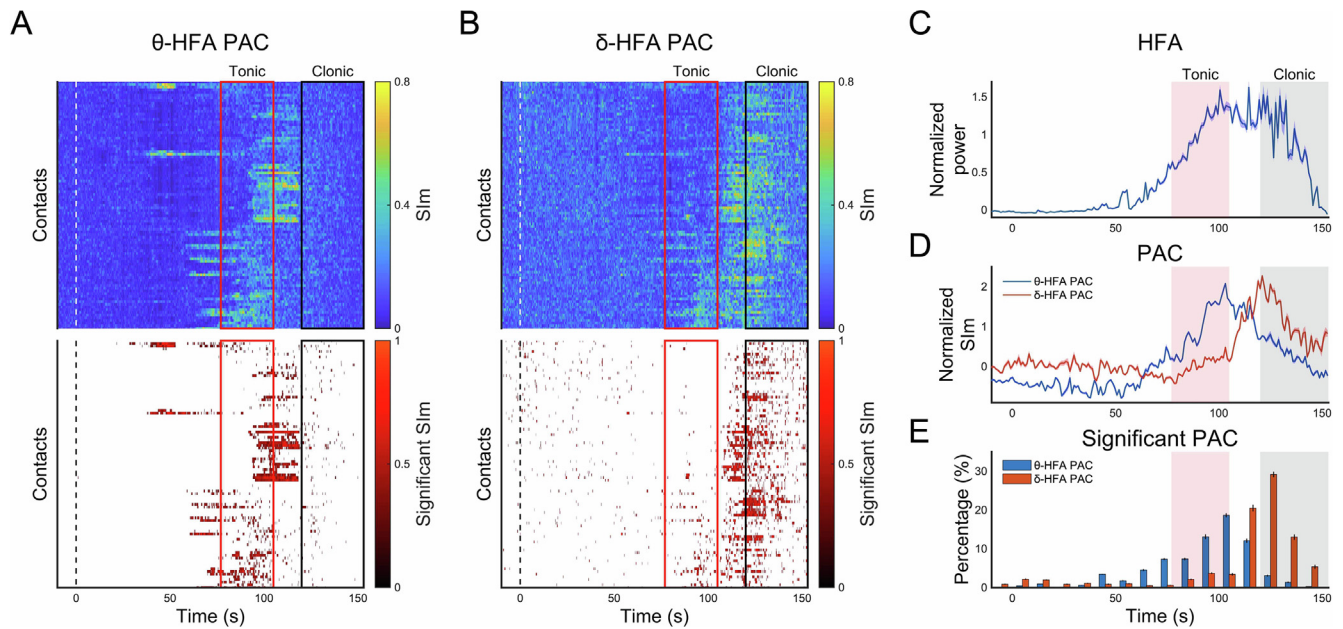 A
θ-HFA PAC
Tonic
Clonic
Contacts
0.8
0.4
0
SIm
Contacts
1
0.5
0
Significant SIm
0 50 100 150
Time (s)
B
δ-HFA PAC
Tonic
Clonic
Contacts
0.8
0.4
0
SIm
Contacts
1
0.5
0
Significant SIm
0 50 100 150
Time (s)
C
HFA
Tonic
Clonic
Normalized
power
1.5
1
0.5
0
0 50 100 150
D
PAC
θ-HFA PAC
δ-HFA PAC
Normalized
SIm
2
1
0
0 50 100 150
E
Significant PAC
θ-HFA PAC
δ-HFA PAC
Percentage (%)
30
20
10
0
0 50 100 150
Time (s)